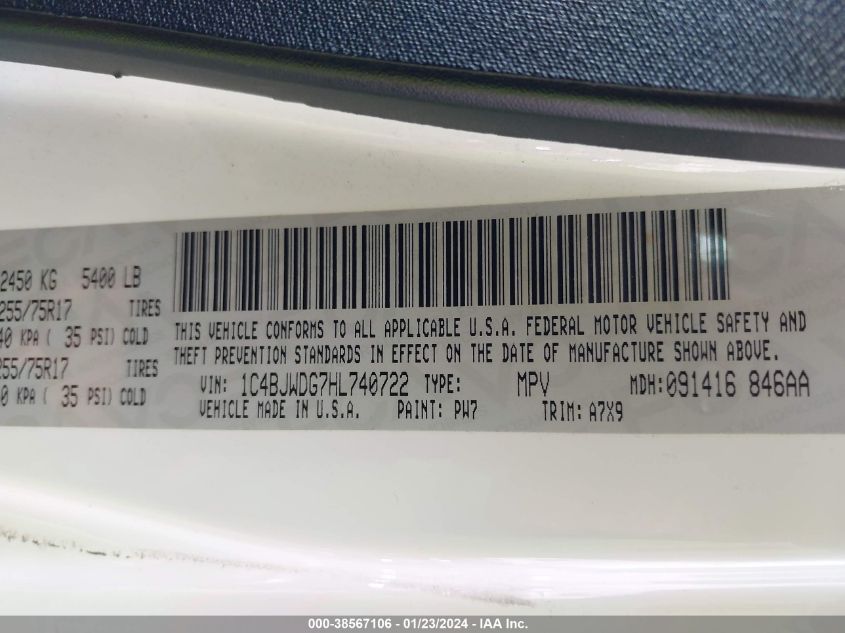 2450 KG 5400 LB
255/75R17 TIRES
40 KPA ( 35 PSI) COLD
255/75R17 TIRES
0 KPA ( 35 PSI) COLD
THIS VEHICLE CONFORMS TO ALL APPLICABLE U.S.A. FEDERAL MOTOR VEHICLE SAFETY AND
THEFT PREVENTION STANDARDS IN EFFECT ON THE DATE OF MANUFACTURE SHOWN ABOVE.
VIN: 1C4BJWDG7HL740722 TYPE: MPV MDH: 091416 846AA
VEHICLE MADE IN U.S.A. PAINT: PW7 TRIM: A7X9
000-38567106 - 01/23/2024 - IAA Inc.